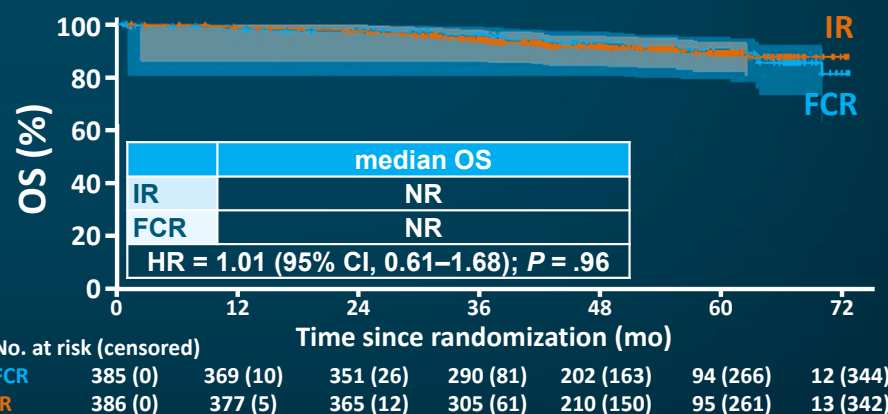 100
IR
80
FCR
OS (%)
60
median OS
40
IR NR
FCR NR
20
HR = 1.01 (95% CI, 0.61–1.68); P = .96
0
0 12 24 36 48 60 72
Time since randomization (mo)
No. at risk (censored)
FCR 385 (0) 369 (10) 351 (26) 290 (81) 202 (163) 94 (266) 12 (344)
IR 386 (0) 377 (5) 365 (12) 305 (61) 210 (150) 95 (261) 13 (342)